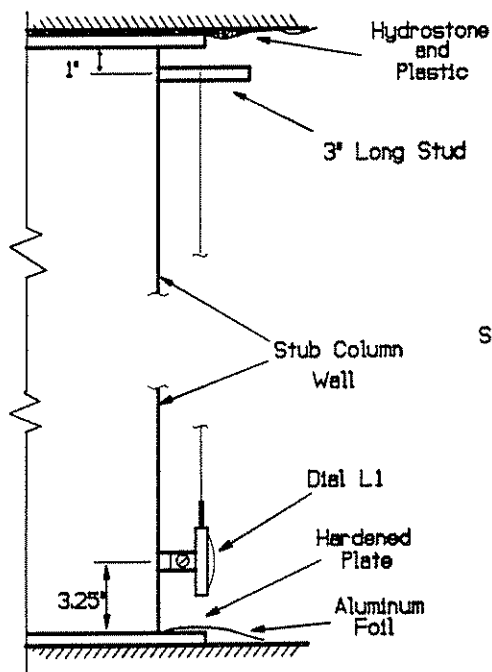 Hydrostone
and
Plastic
1"
3" Long Stud
S
Stub Column
Wall
Dial L1
Hardened
Plate
3.25"
Aluminum
Foil